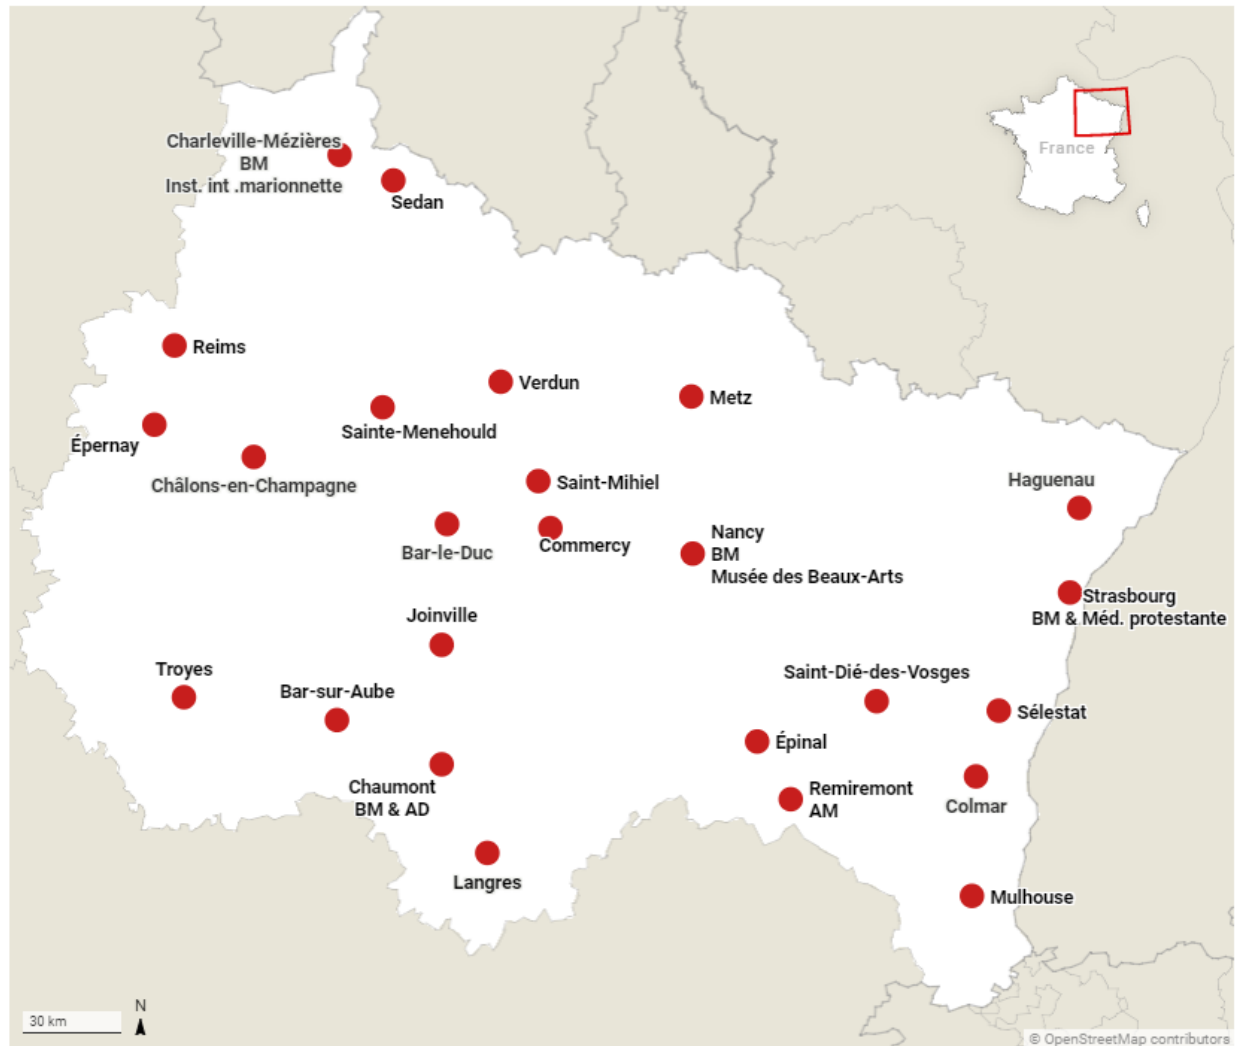 Charleville-Mézières
BM
Inst. int .marionnette
Sedan
France
Reims
Verdun
Metz
Sainte-Menehould
Épernay
Châlons-en-Champagne
Saint-Mihiel
Haguenau
Bar-le-Duc
Commercy
Nancy
BM
Musée des Beaux-Arts
Strasbourg
BM & Méd. protestante
Joinville
Troyes
Bar-sur-Aube
Saint-Dié-des-Vosges
Sélestat
Épinal
Chaumont
BM & AD
Remiremont
AM
Colmar
Langres
Mulhouse
30 km
N
© OpenStreetMap contributors